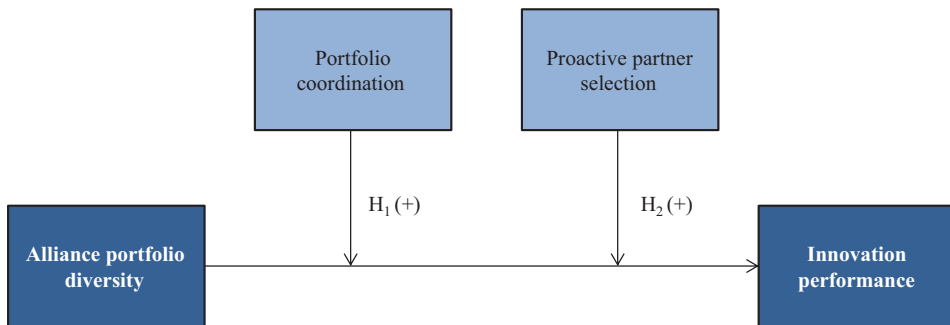 Portfolio
coordination
Proactive partner
selection
H₁ (+)
H₂ (+)
Alliance portfolio
diversity
Innovation
performance